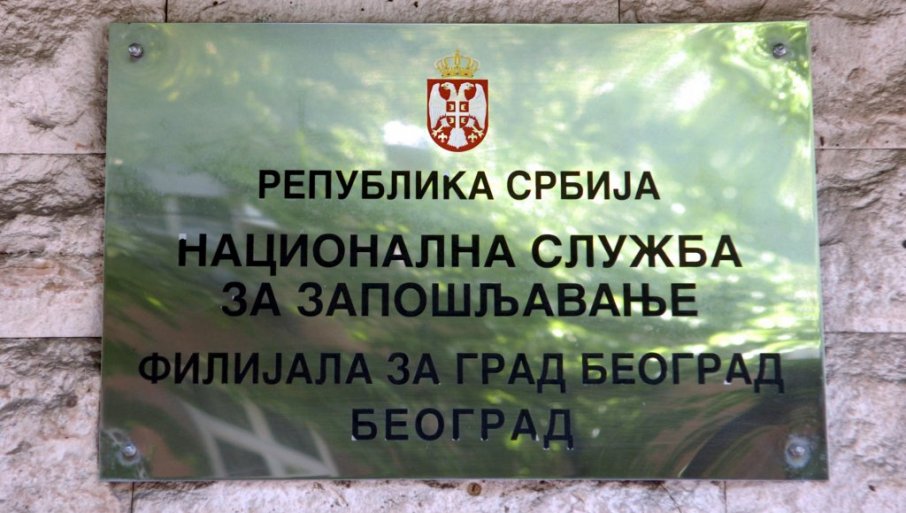 РЕПУБЛИКА СРБИЈА
НАЦИОНАЛНА СЛУЖБА
ЗА ЗАПОШЉАВАЊЕ
ФИЛИЈАЛА ЗА ГРАД БЕОГРАД
БЕОГРАД